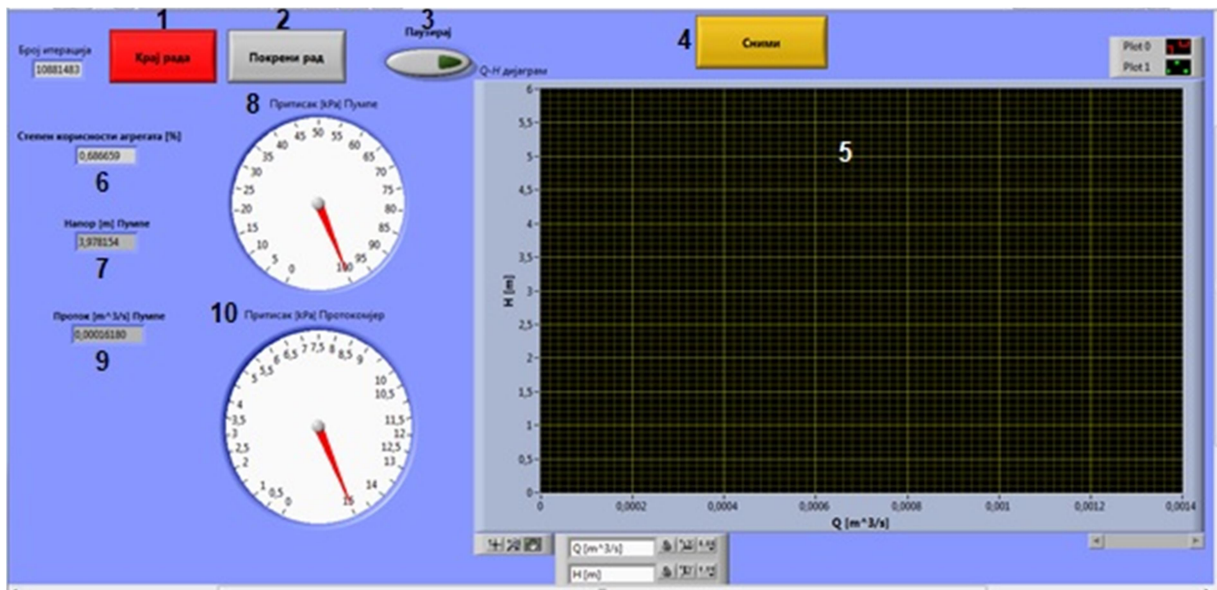 1
2
3
4
Број итерација
10881483
Крај рада
Покрени рад
Паутирај
Сними
Plot 0
Plot 1
Q-H дијаграм
8 Притисак [kPa] Пумпе
0 5 10 15 20 25 30 35 40 45 50 55 60 65 70 75 80 85 90 95 100
Степен корисности агрегата [%]
0,686659
6
Напор [m] Пумпе
3,978154
7
Проток [m^3/s] Пумпе
0,00016180
9
10 Притисак [kPa] Протокомјер
0 0,5 1 2 2,5 3 3,5 4 5 5,5 6 6,5 7 7,5 8 8,5 9 10 10,5 11,5 12 12,5 13 14 15
5
H [m]
6
5,5
5
4,5
4
3,5
3
2,5
2
1,5
1
0,5
0
0 0,0002 0,0004 0,0006 0,0008 0,001 0,0012 0,0014
Q [m^3/s]
Q [m^3/s]
H [m]